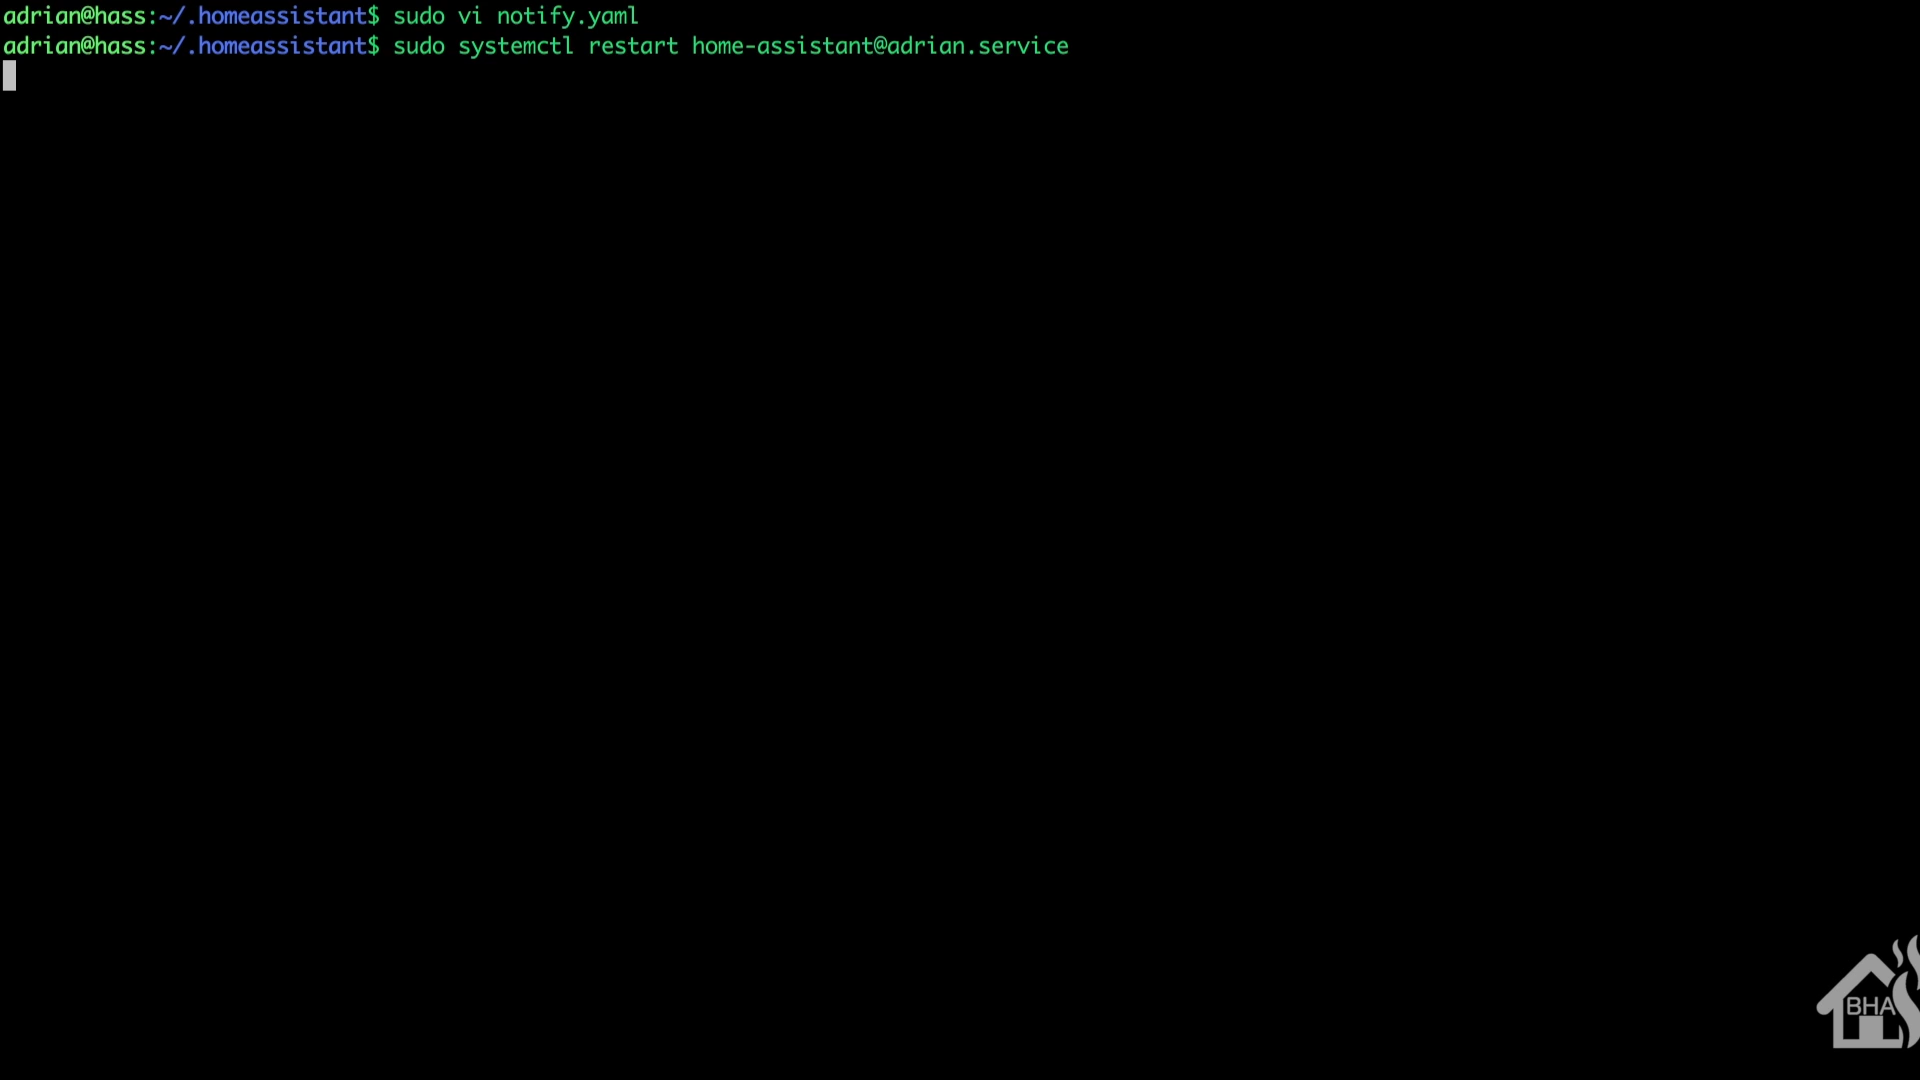 adrian@hass:~/.homeassistant$ sudo vi notify.yaml
adrian@hass:~/.homeassistant$ sudo systemctl restart home-assistant@adrian.service
BHA